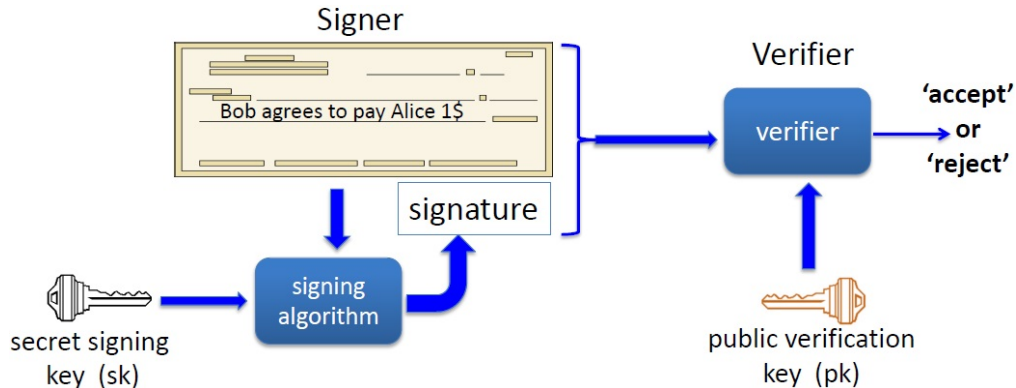 Signer
Bob agrees to pay Alice 1$
signature
signing
algorithm
secret signing
key (sk)
Verifier
verifier
‘accept’
or
‘reject’
public verification
key (pk)